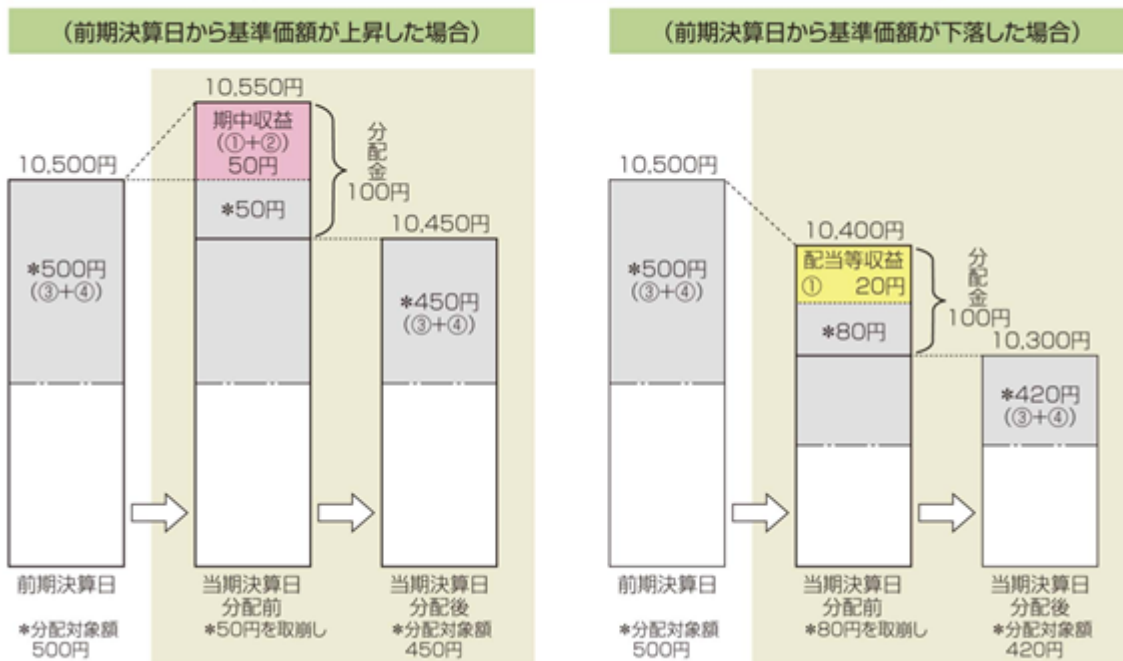 (前期決算日から基準価額が上昇した場合)
10,550円
期中収益
(①+②)
50円
分配金
100円
10,500円
*50円
10,450円
*500円
(③+④)
*450円
(③+④)
前期決算日
当期決算日
分配前
当期決算日
分配後
*分配対象額
500円
*50円を取崩し
*分配対象額
450円
(前期決算日から基準価額が下落した場合)
10,500円
10,400円
配当等収益
① 20円
分配金
100円
*500円
(③+④)
*80円
10,300円
*420円
(③+④)
前期決算日
当期決算日
分配前
当期決算日
分配後
*分配対象額
500円
*80円を取崩し
*分配対象額
420円